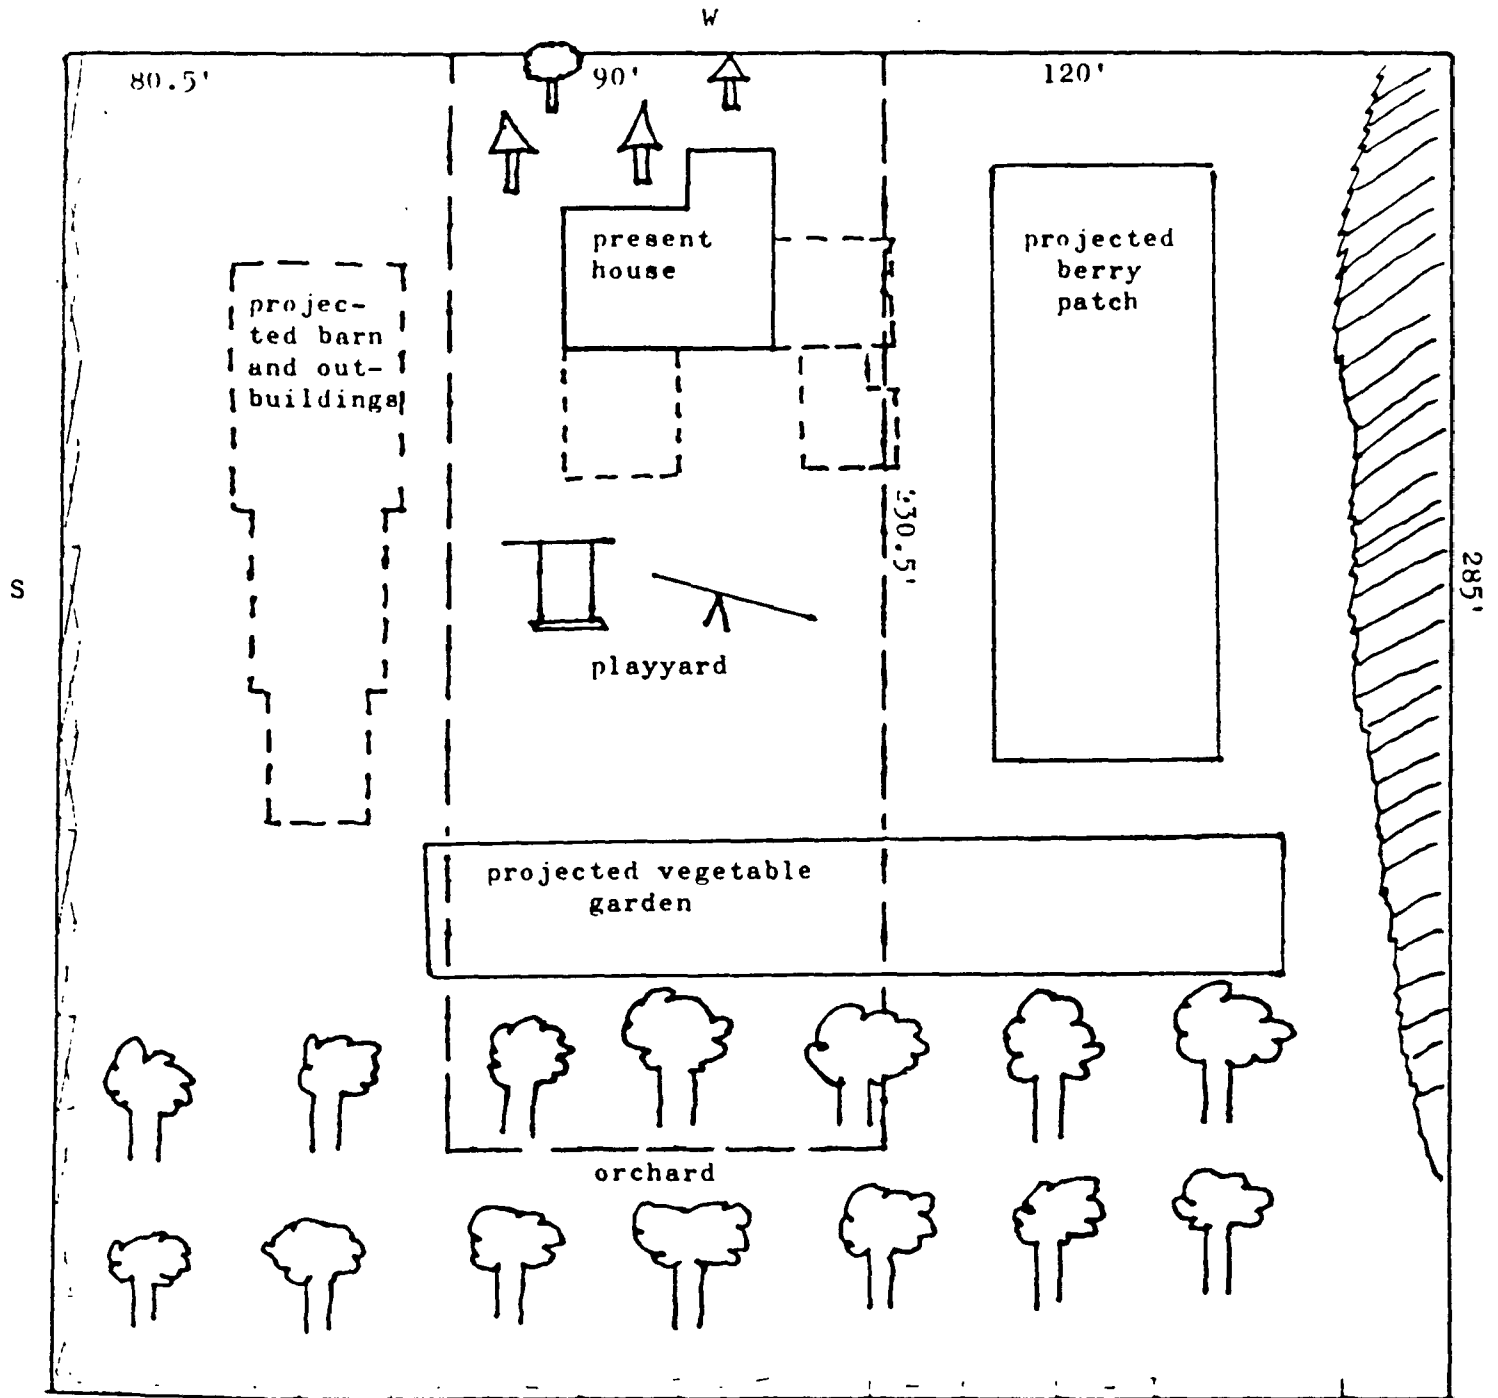 W
80.5'
90'
120'
present
house
projected
berry
patch
projec-
ted barn
and out-
buildings
S
285'
playyard
projected vegetable
garden
orchard